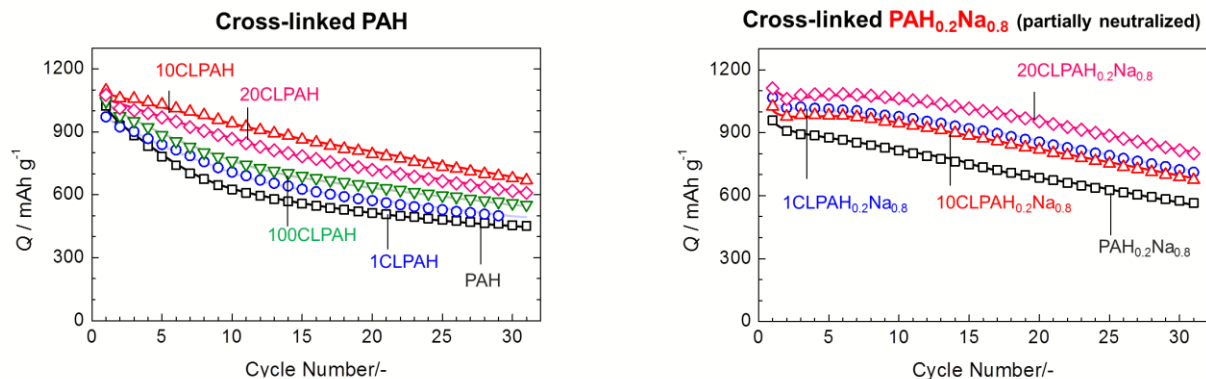 Cross-linked PAH
Q / mAh g⁻¹
1200
900
600
300
0
10CLPAH
20CLPAH
100CLPAH
1CLPAH
PAH
0 5 10 15 20 25 30
Cycle Number/-
Cross-linked PAH₀.₂Na₀.₈ (partially neutralized)
Q / mAh g⁻¹
1200
900
600
300
0
20CLPAH₀.₂Na₀.₈
1CLPAH₀.₂Na₀.₈
10CLPAH₀.₂Na₀.₈
PAH₀.₂Na₀.₈
0 5 10 15 20 25 30
Cycle Number/-